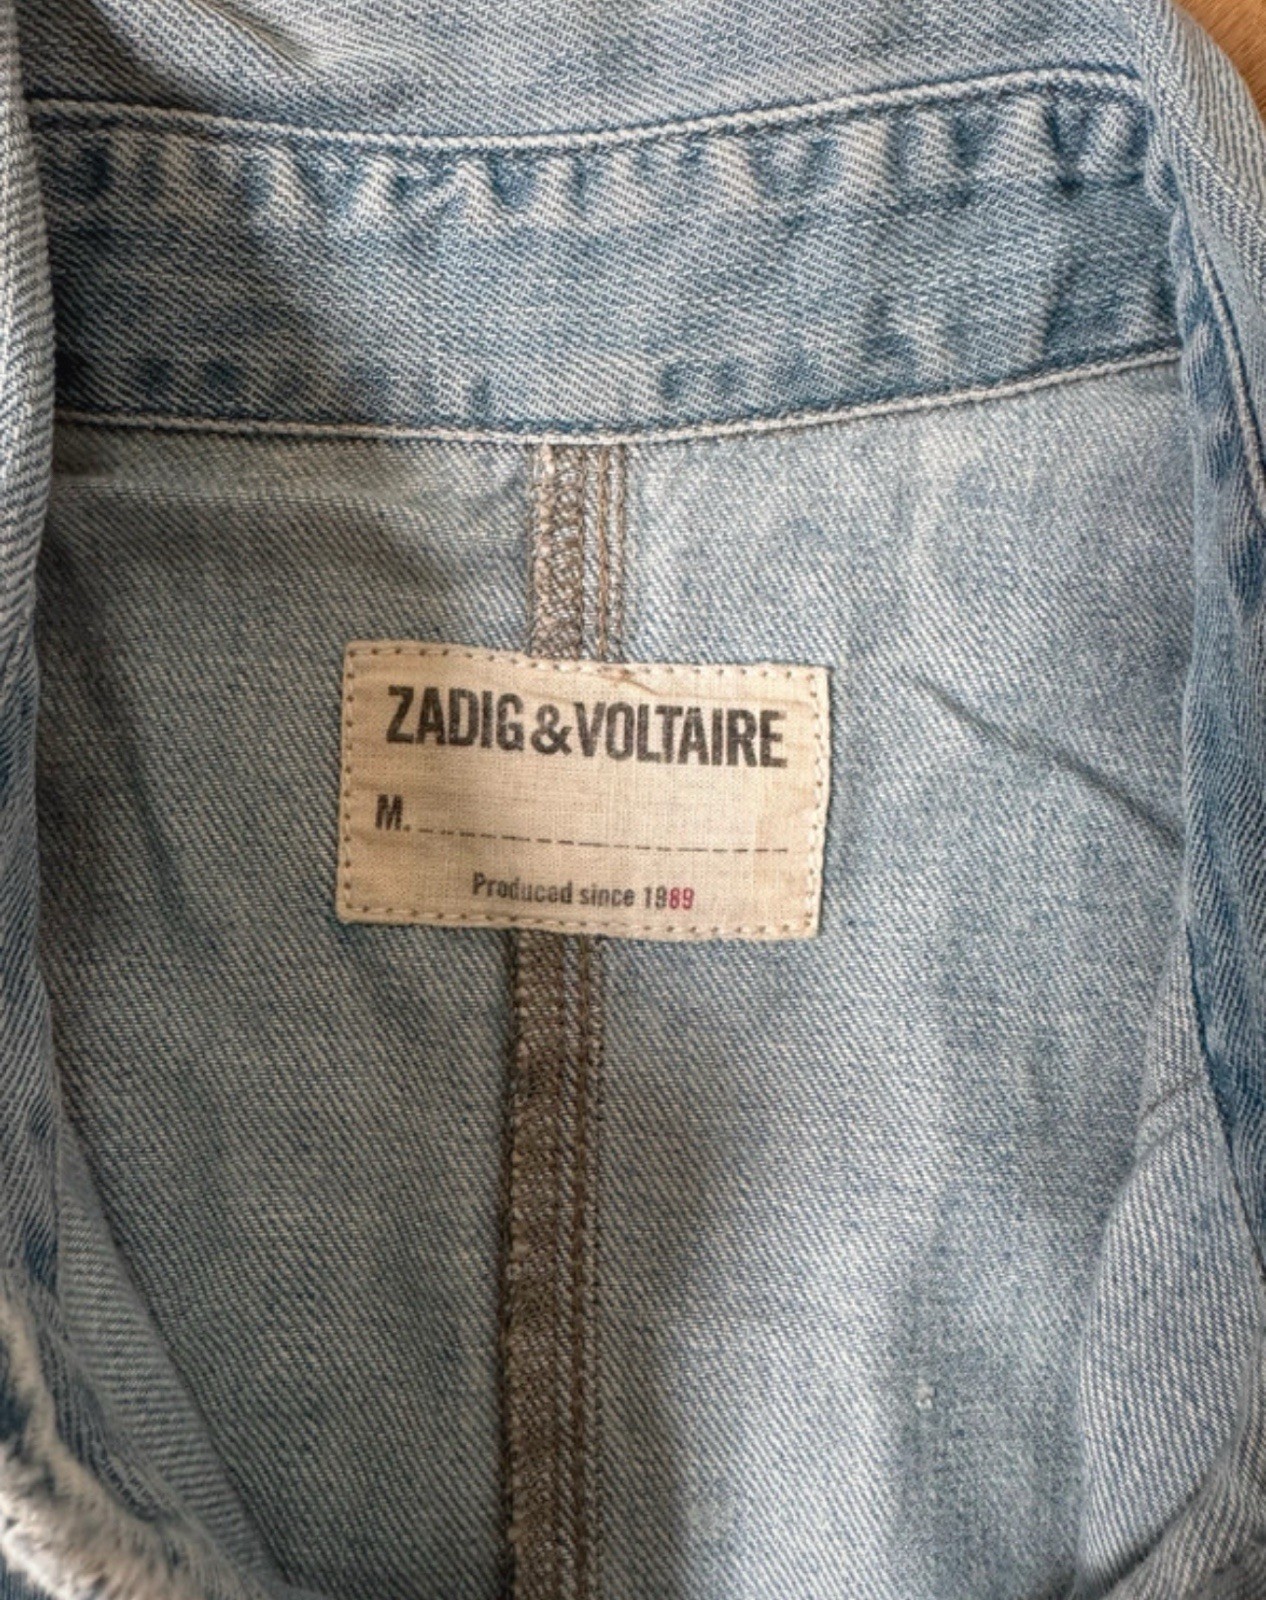 ZADIG&VOLTAIRE
M.
Produced since 1989